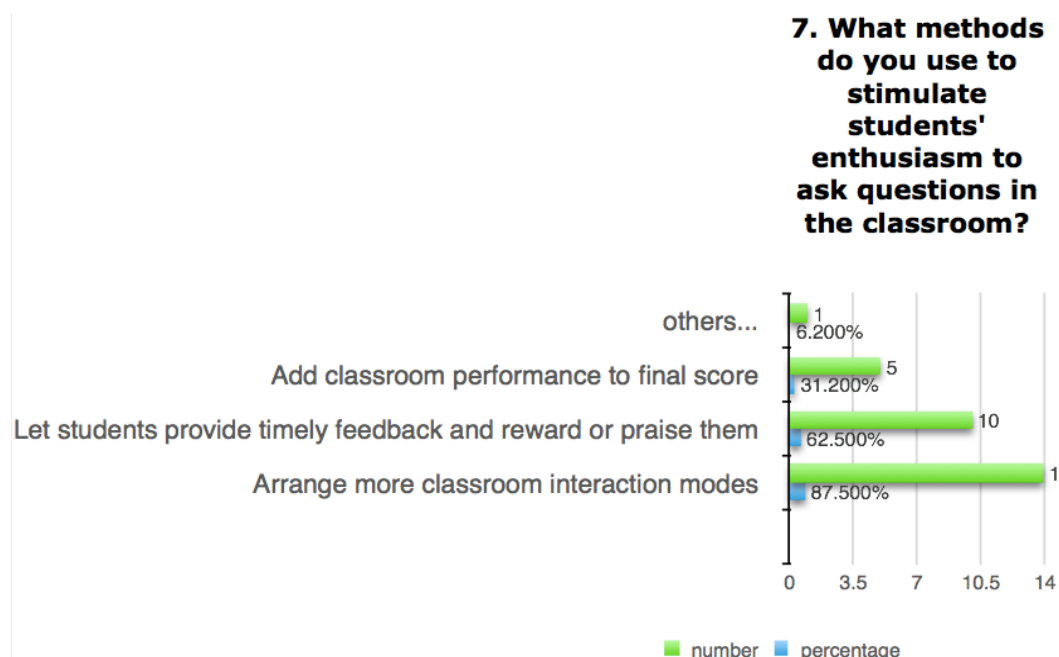 7. What methods
do you use to
stimulate
students'
enthusiasm to
ask questions in
the classroom?
others...
1
6.200%
Add classroom performance to final score
5
31.200%
Let students provide timely feedback and reward or praise them
10
62.500%
Arrange more classroom interaction modes
1
87.500%
0 3.5 7 10.5 14
number percentage